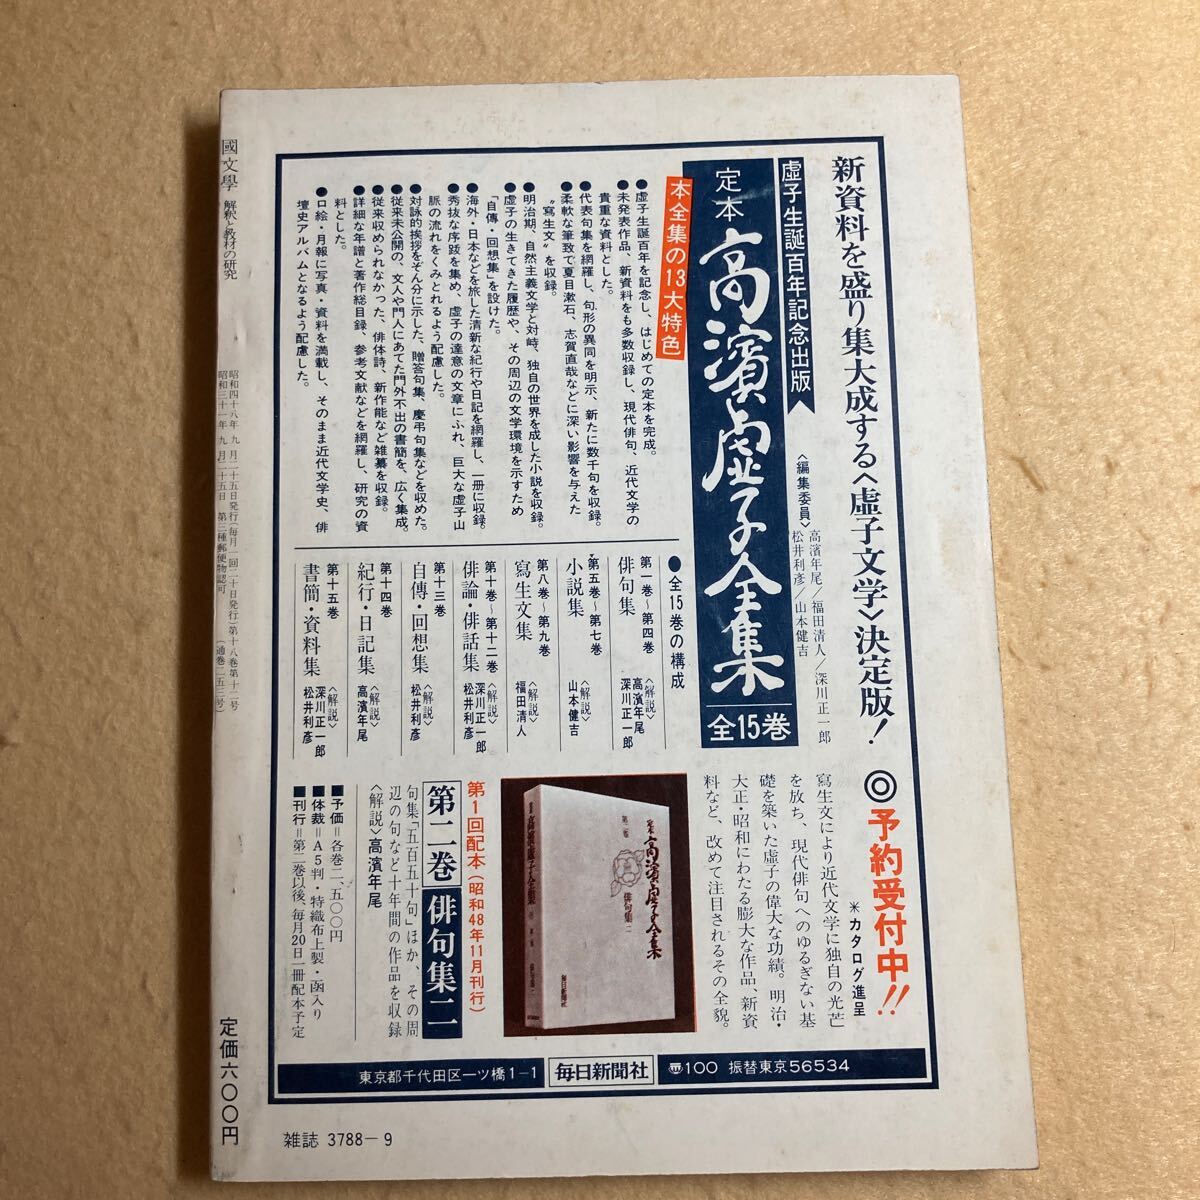 國文學 解釈と教材の研究
昭和四十八年 九 月二十五日発行(毎月一回二十日発行)第十八巻第十二号
昭和三十一年 九 月二十五日 第三種郵便物認可 (通巻二五三号)
定価六〇〇円
新資料を盛り集大成する〈虚子文学〉決定版!
虚子生誕百年記念出版
〈編集委員〉
高濱年尾/福田清人/深川正一郎
松井利彦/山本健吉
定本 高濱虚子全集 全15巻
本全集の13大特色
●虚子生誕百年を記念し、はじめての定本を完成。
●未発表作品、新資料をも多数収録し、現代俳句、近代文学の
貴重な資料とした。
●代表句集を網羅し、句形の異同を明示、新たに数千句を収録。
●柔軟な筆致で夏目漱石、志賀直哉などに深い影響を与えた
〝寫生文〟を収録。
●明治期、自然主義文学と対峙、独自の世界を成した小説を収録。
●虚子の生きてきた履歴や、その周辺の文学環境を示すため
「自傳・回想集」を設けた。
●海外・日本などを旅した清新な紀行や日記を網羅し、一冊に収録。
●秀抜な序跋を集め、虚子の達意の文章にふれ、巨大な虚子山
脈の流れをくみとれるよう配慮した。
●対詠的挨拶をぞん分に示した、贈答句集、慶弔句集などを収めた。
●従来未公開の、文人や門人にあてた門外不出の書簡を、広く集成。
●従来収められなかった、俳体詩、新作能など雑纂を収録。
●詳細な年譜と著作総目録、参考文献などを網羅し、研究の資
料とした。
●口絵・月報に写真・資料を満載し、そのまま近代文学史、俳
壇史アルバムとなるよう配慮した。
●全15巻の構成
第一巻〜第四巻
俳句集 〈解説〉高濱年尾 深川正一郎
第五巻〜第七巻
小説集 〈解説〉山本健吉
第八巻〜第九巻
寫生文集 〈解説〉福田清人
第十巻〜第十二巻
俳論・俳話集 〈解説〉深川正一郎 松井利彦
第十三巻
自傳・回想集 〈解説〉松井利彦
第十四巻
紀行・日記集 〈解説〉高濱年尾
第十五巻
書簡・資料集 〈解説〉深川正一郎 松井利彦
◎予約受付中!!
*カタログ進呈
寫生文により近代文学に独自の光芒
を放ち、現代俳句へのゆるぎない基
礎を築いた虚子の偉大な功績。明治・
大正・昭和にわたる膨大な作品、新資
料など、改めて注目されるその全貌。
定本 高濱虚子全集
第二巻
俳句集二
毎日新聞社
第1回配本(昭和48年11月刊行)
第二巻 俳句集二
句集「五百五十句」ほか、その周
辺の句など十年間の作品を収録
〈解説〉高濱年尾
■予価=各巻二、五〇〇円
■体裁=A5判・特織布上製・函入り
■刊行=第二巻以後、毎月20日一冊配本予定
東京都千代田区一ツ橋1-1 毎日新聞社 〠100 振替東京56534
雑誌 3788-9